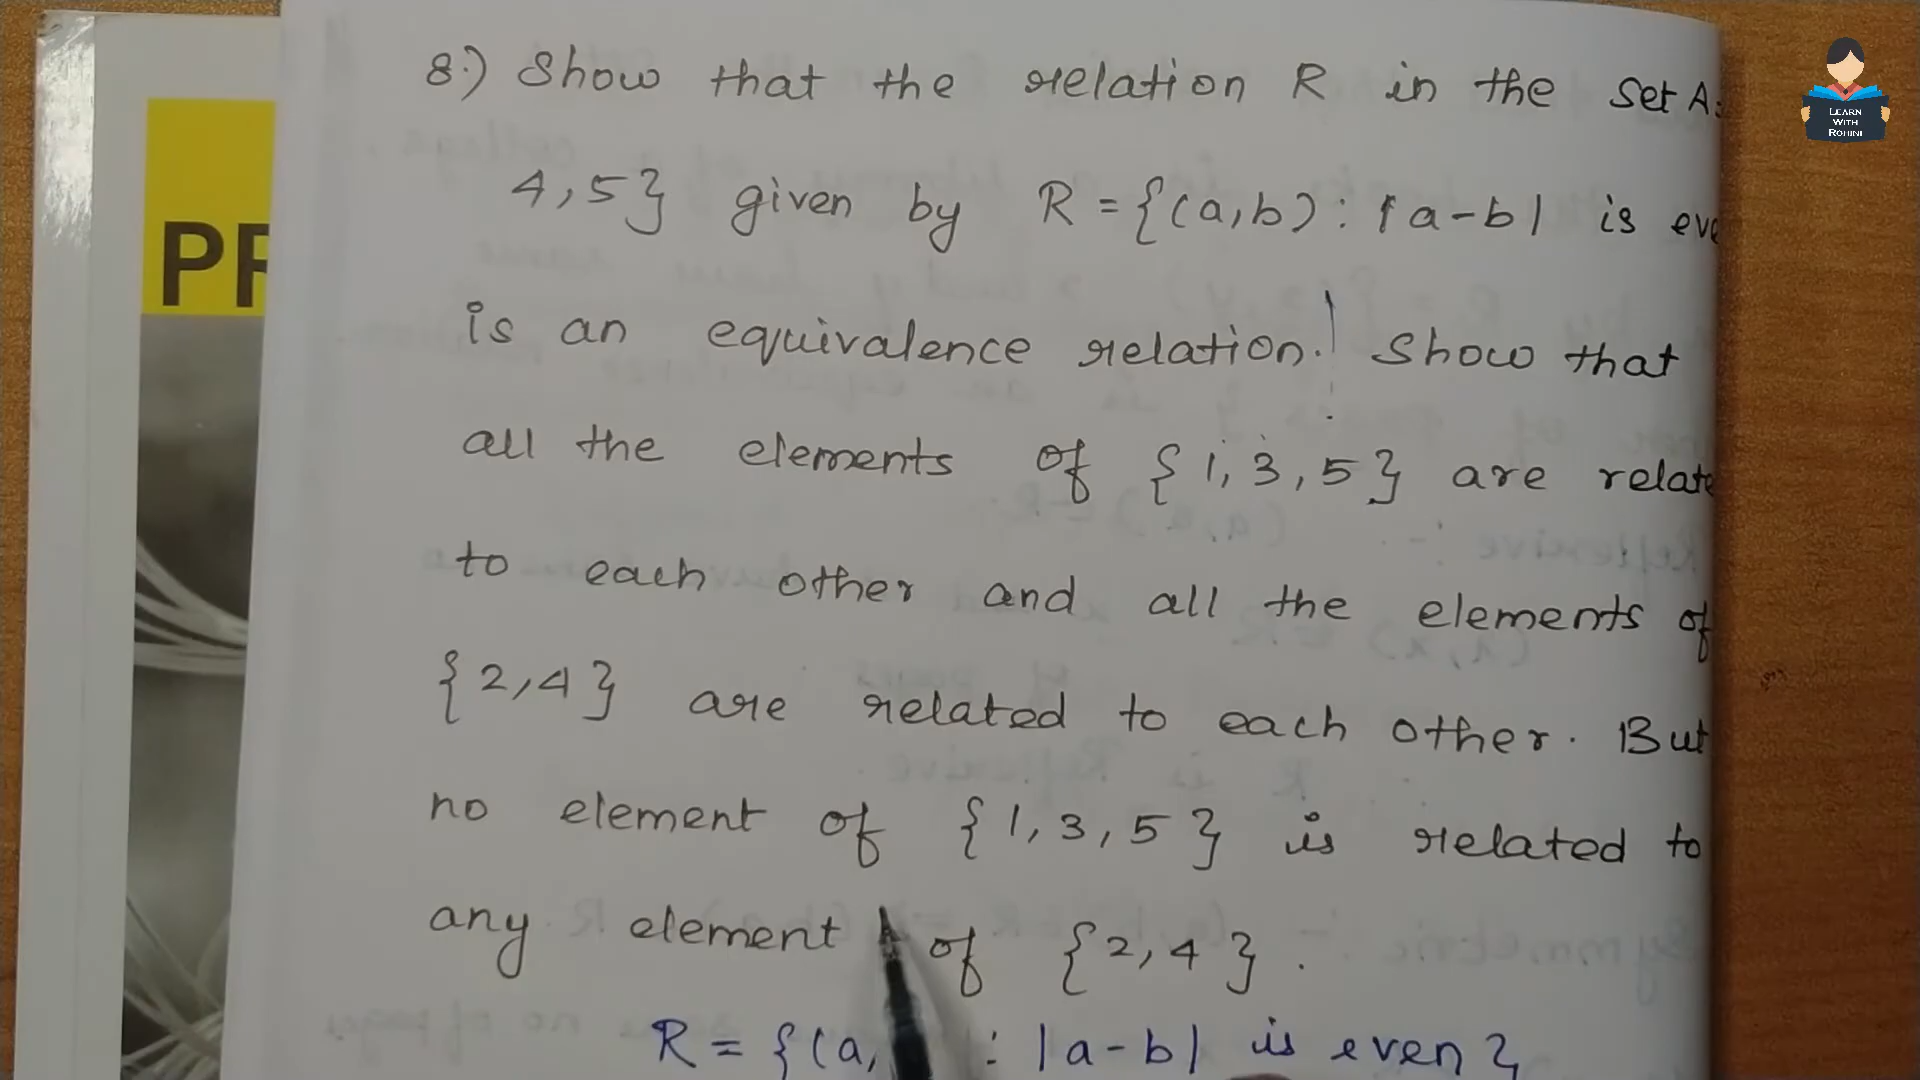 8.) Show that the relation R in the Set A=
4,5} given by R = {(a,b) : |a-b| is eve
is an equivalence relation. Show that
all the elements of {1, 3, 5} are relate
to each other and all the elements of
{2,4} are related to each other. But
no element of {1, 3, 5} is related to
any element of {2, 4}.
R = {(a, : |a-b| is even}
PR
LEARN
WITH
ROHINI